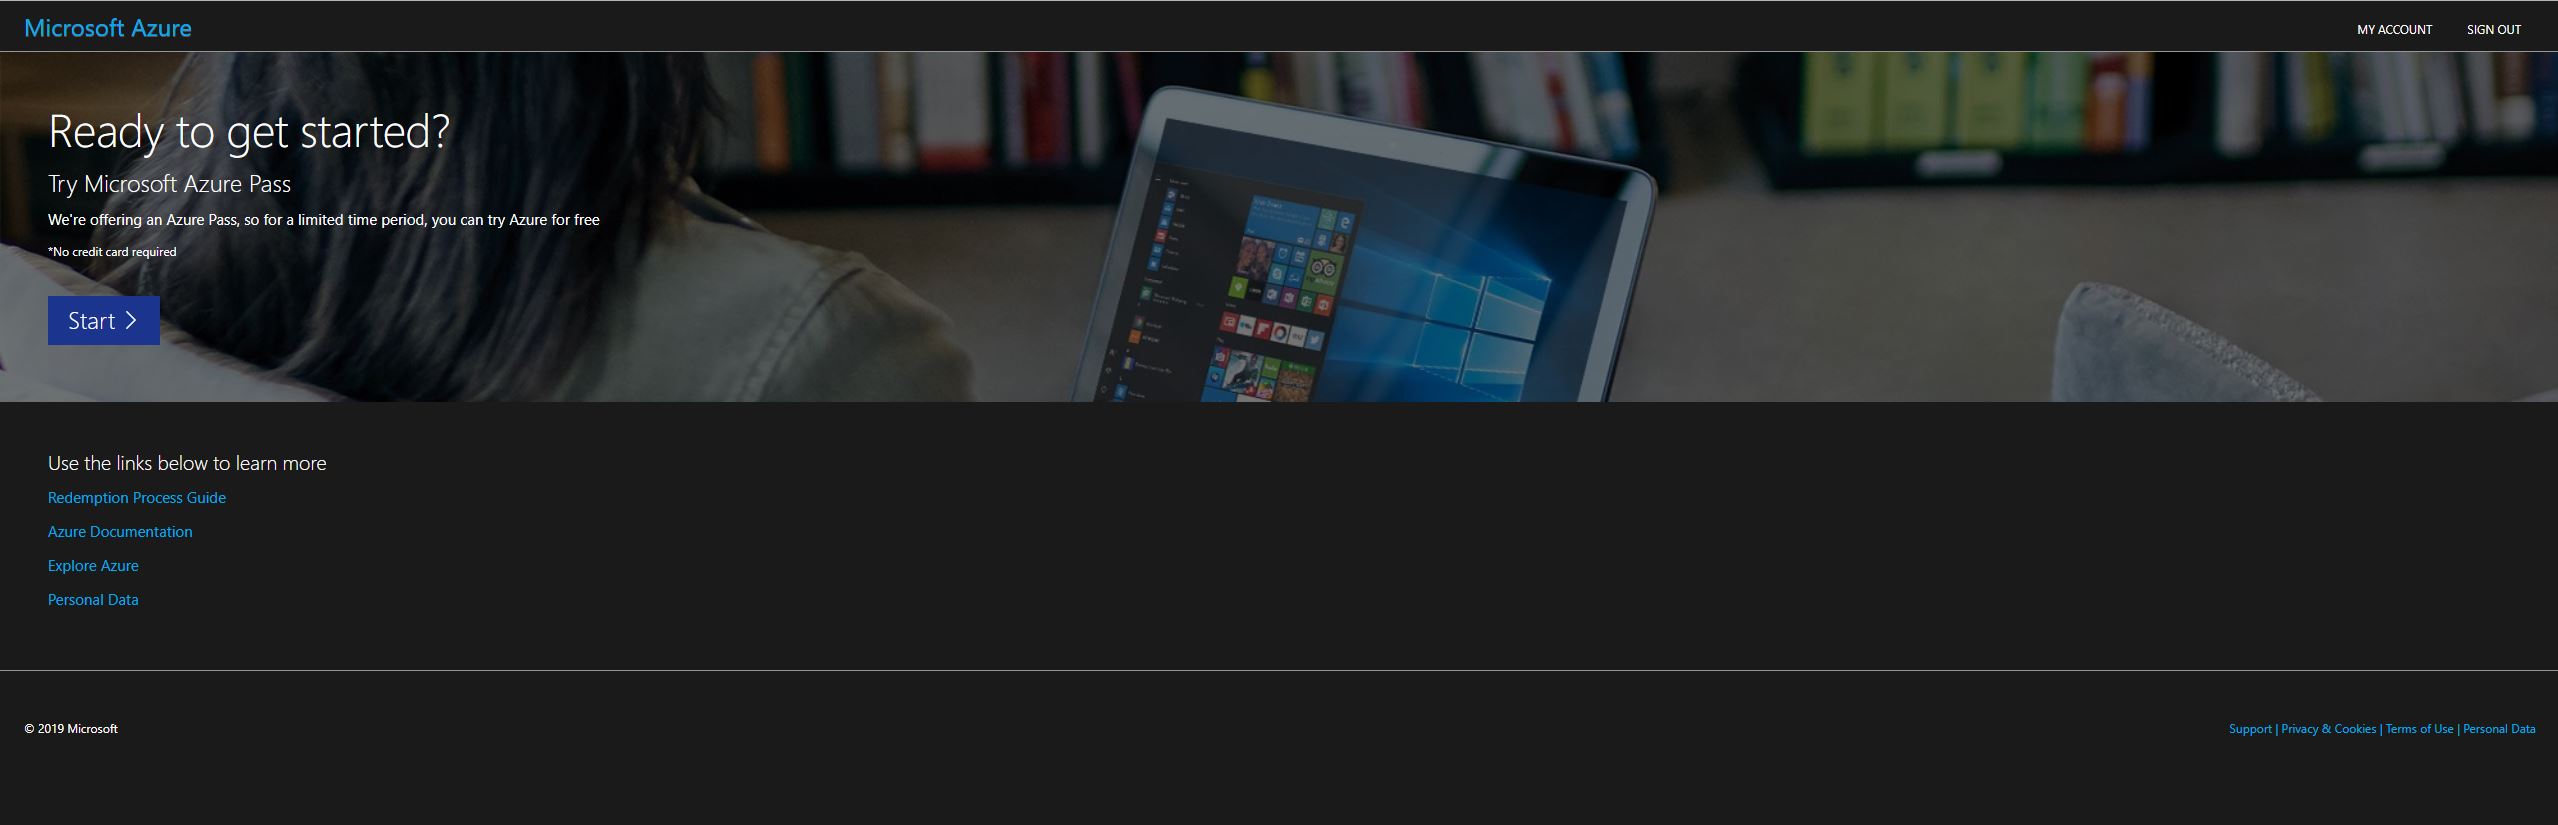 Microsoft Azure
MY ACCOUNT SIGN OUT
Ready to get started?
Try Microsoft Azure Pass
We're offering an Azure Pass, so for a limited time period, you can try Azure for free
*No credit card required
Start
Use the links below to learn more
Redemption Process Guide
Azure Documentation
Explore Azure
Personal Data
© 2019 Microsoft
Support | Privacy & Cookies | Terms of Use | Personal Data